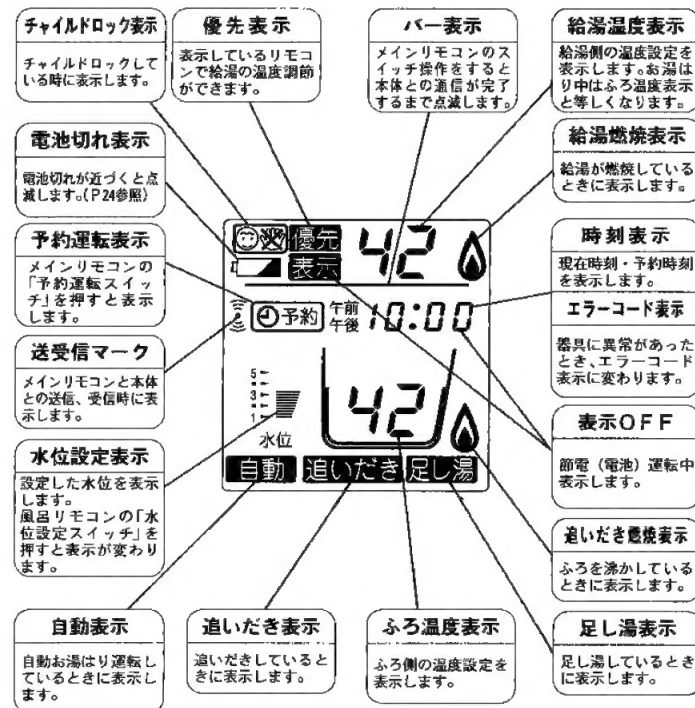 チャイルドロック表示
チャイルドロックして
いる時に表示します。
優先表示
表示しているリモコ
ンで給湯の温度調節
ができます。
バー表示
メインリモコンのス
イッチ操作をすると
本体との通信が完了
するまで点滅します。
給湯温度表示
給湯側の温度設定を
表示します。お湯は
り中はふろ温度表示
と等しくなります。
電池切れ表示
電池切れが近づくと点
滅します。(P24参照)
給湯燃焼表示
給湯が燃焼している
ときに表示します。
予約運転表示
メインリモコンの
「予約運転スイッ
チ」を押すと表示
します。
時刻表示
現在時刻・予約時刻
を表示します。
エラーコード表示
器具に異常があった
とき、エラーコード
表示に変わります。
送受信マーク
メインリモコンと本体
との送信、受信時に表
示します。
表示OFF
節電(電池)運転中
表示します。
水位設定表示
設定した水位を表示
します。
風呂リモコンの「水
位設定スイッチ」を
押すと表示が変わり
ます。
追いだき燃焼表示
ふろを沸かしている
ときに表示します。
優先 42
表示
予約 午前 10:00
午後
5
3
1
水位
42
自動 追いだき 足し湯
自動表示
自動お湯はり運転し
ているときに表示し
ます。
追いだき表示
追いだきしていると
きに表示します。
ふろ温度表示
ふろ側の温度設定を
表示します。
足し湯表示
足し湯しているとき
に表示します。